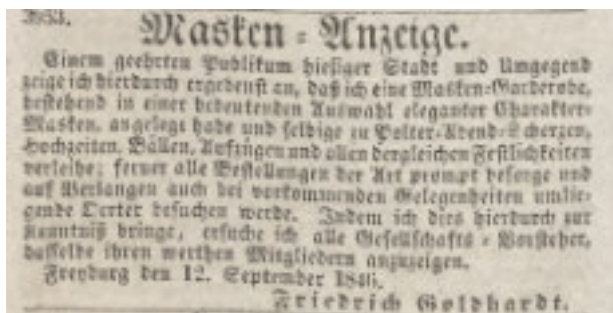 3953.
Masken = Anzeige.
Einem geehrten Publikum hiesiger Stadt und Umgegend
zeige ich hierdurch ergebenst an, daß ich eine Masken=Garderobe,
bestehend in einer bedeutenden Auswahl eleganter Charakter=
Masken, angelegt habe und selbige zu Polter=Abend=Scherzen,
Hochzeiten, Bällen, Aufzügen und allen dergleichen Festlichkeiten
verleihe; ferner alle Bestellungen der Art prompt besorge und
auf Verlangen auch bei vorkommenden Gelegenheiten umlie=
gende Oerter besuchen werde. Indem ich dies hierdurch zur
Kenntniß bringe, ersuche ich alle Gesellschafts = Vorsteher,
dasselbe ihren werthen Mitgliedern anzuzeigen.
Freyburg den 12. September 1846.
Friedrich Goldhardt.